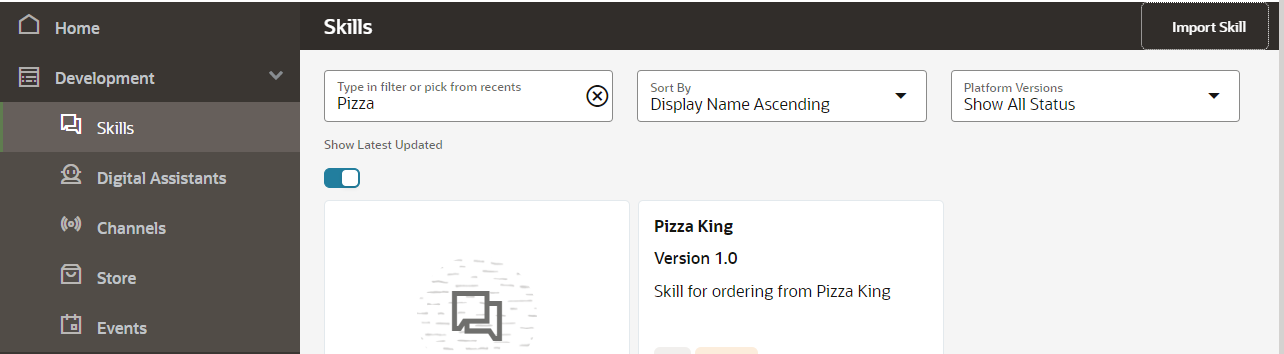 Home
Development
Skills
Digital Assistants
Channels
Store
Events
Skills
Import Skill
Type in filter or pick from recents
Pizza
Sort By
Display Name Ascending
Platform Versions
Show All Status
Show Latest Updated
Pizza King
Version 1.0
Skill for ordering from Pizza King